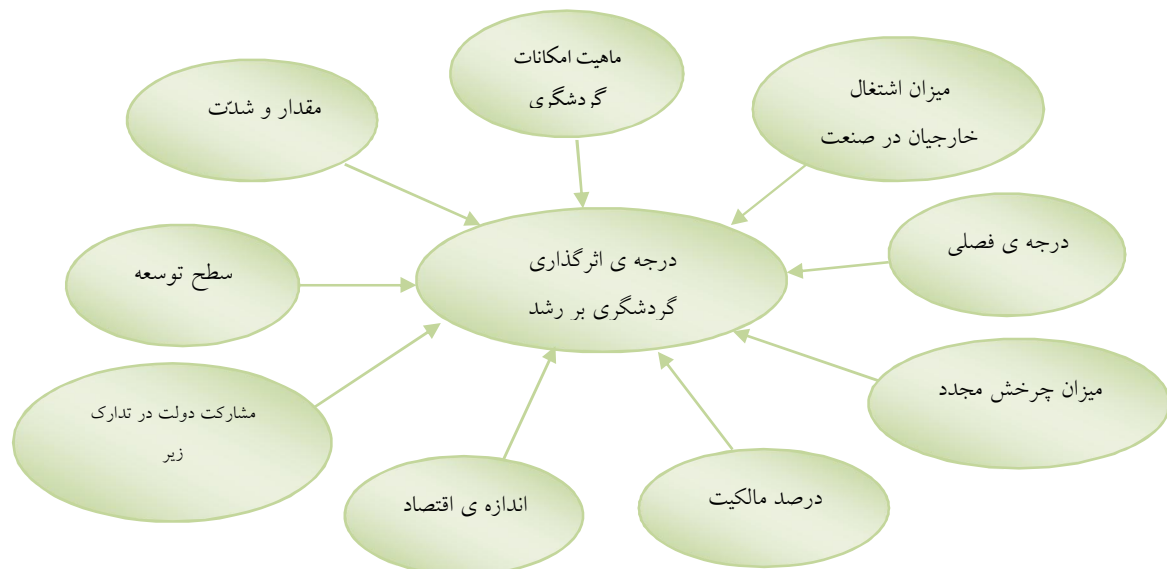 ماهیت امکانات
گردشگری
میزان اشتغال
خارجیان در صنعت
مقدار و شدّت
درجه ی فصلی
درجه ی اثرگذاری
گردشگری بر رشد
سطح توسعه
میزان چرخش مجدد
مشارکت دولت در تدارک
زیر
درصد مالکیت
اندازه ی اقتصاد